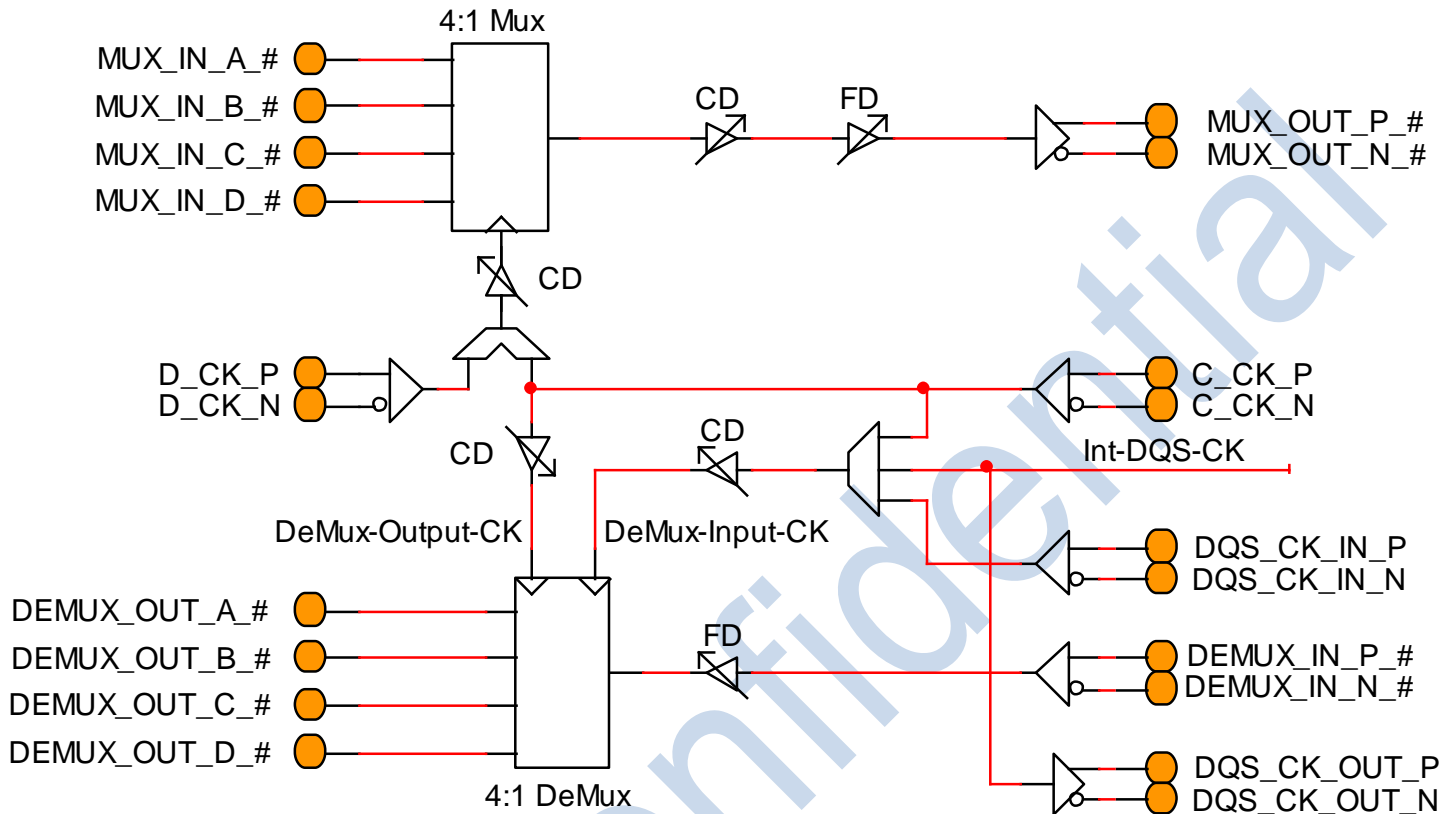 4:1 Mux
MUX_IN_A_#
MUX_IN_B_#
MUX_IN_C_#
MUX_IN_D_#
CD
FD
MUX_OUT_P_#
MUX_OUT_N_#
CD
D_CK_P
D_CK_N
C_CK_P
C_CK_N
CD
CD
Int-DQS-CK
DeMux-Output-CK
DeMux-Input-CK
DQS_CK_IN_P
DQS_CK_IN_N
DEMUX_OUT_A_#
DEMUX_OUT_B_#
DEMUX_OUT_C_#
DEMUX_OUT_D_#
FD
DEMUX_IN_P_#
DEMUX_IN_N_#
4:1 DeMux
DQS_CK_OUT_P
DQS_CK_OUT_N
onfidential